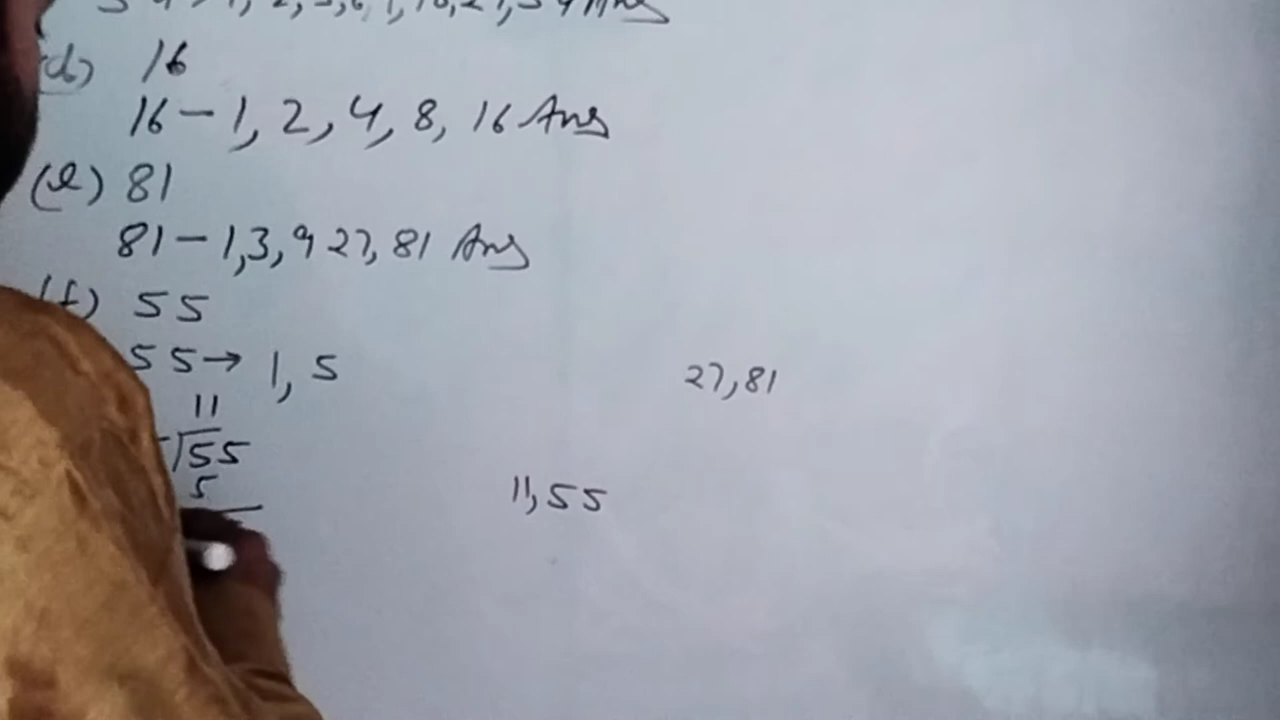 (d) 16
16 - 1, 2, 4, 8, 16 Ans
(e) 81
81 - 1,3, 9 27, 81 Ans
(f) 55
55 → 1, 5
27,81
11
55
5
11,55